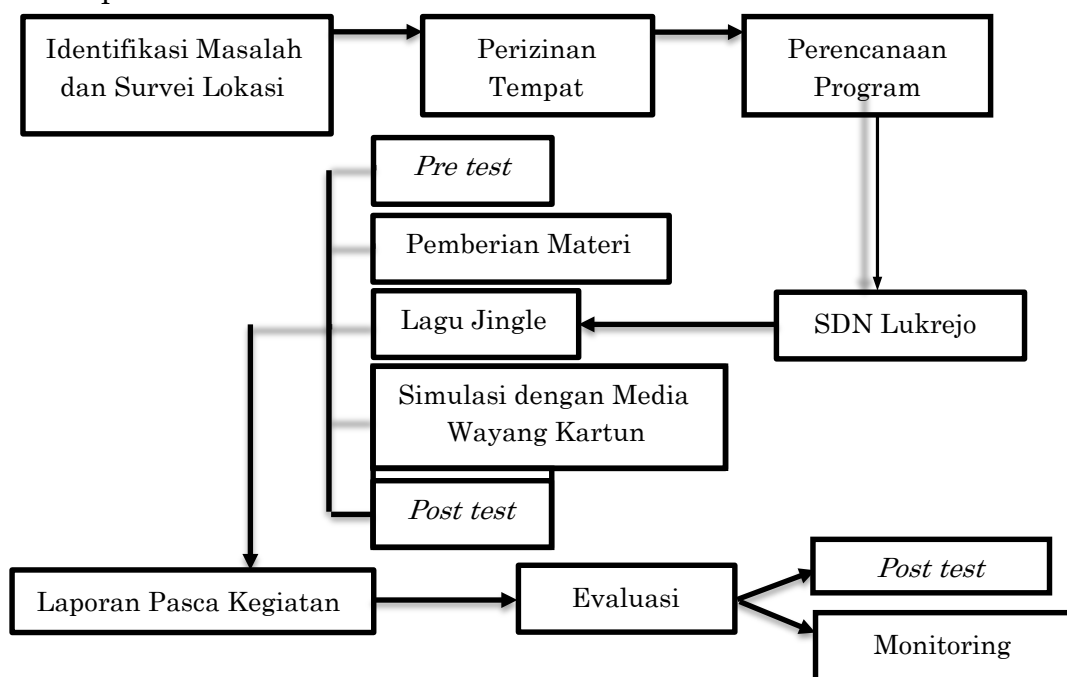 Identifikasi Masalah
dan Survei Lokasi
Perizinan
Tempat
Perencanaan
Program
Pre test
Pemberian Materi
Lagu Jingle
SDN Lukrejo
Simulasi dengan Media
Wayang Kartun
Post test
Laporan Pasca Kegiatan
Evaluasi
Post test
Monitoring